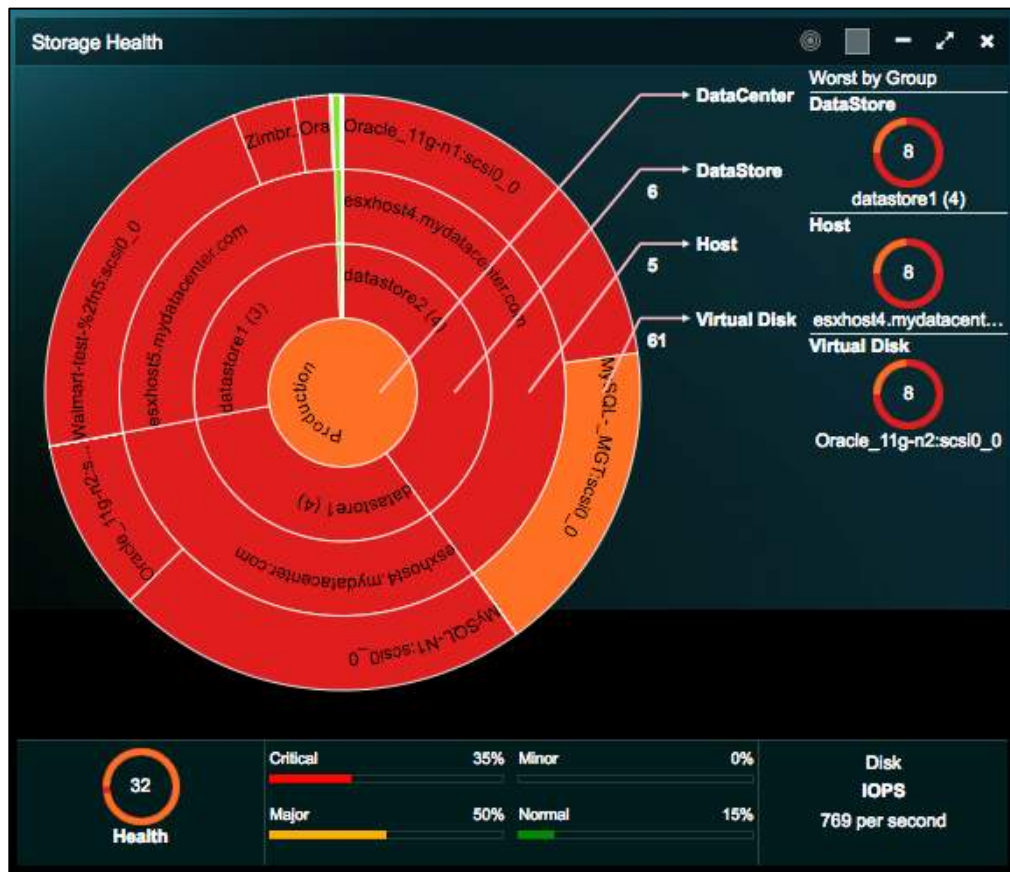 Storage Health
DataCenter
DataStore
6
Host
5
Virtual Disk
61
Worst by Group
DataStore
8
datastore1 (4)
Host
8
esxhost4.mydatacent...
Virtual Disk
8
Oracle_11g-n2:scsi0_0
Oracle_11g-n1:scsi0_0
esxhost4.mydatacenter.com
datastore2 (4)
MySQL-_MGT:scsi0_0
Production
datastore1 (4)
esxhost4.mydatacenter.com
MySQL-N1:scsi0_0
Oracle_11g-n2:s...
datastore1 (3)
esxhost5.mydatacenter.com
Walmart-test-%2fn5:scsi0_0
Zimbr...
Ora
32
Health
Critical 35%
Major 50%
Minor 0%
Normal 15%
Disk
IOPS
769 per second